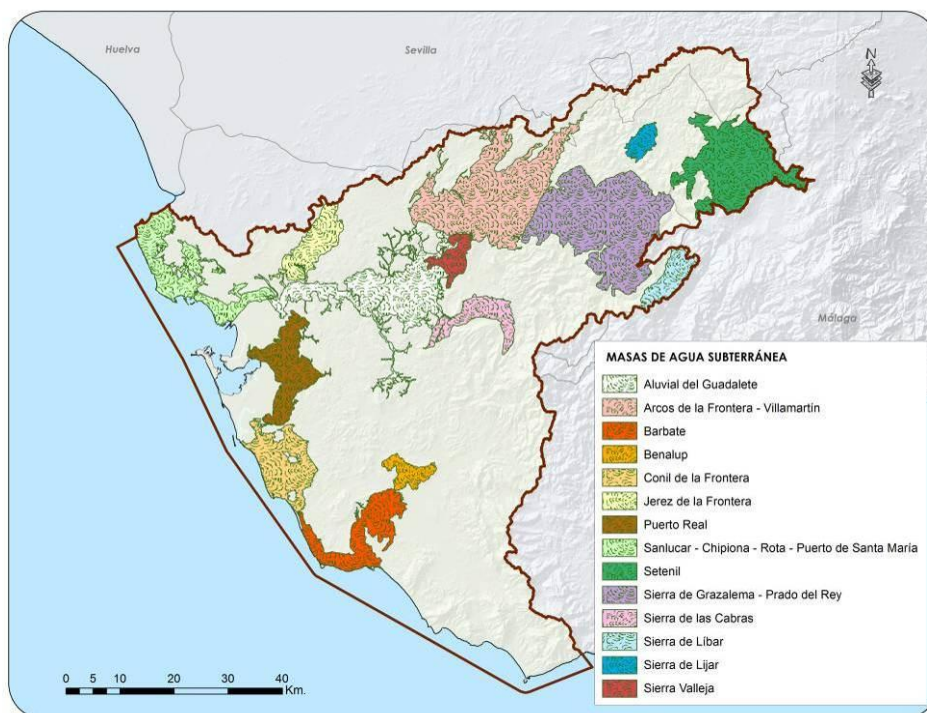 Huelva
Sevilla
N
Málaga
MASAS DE AGUA SUBTERRÁNEA
Aluvial del Guadalete
Arcos de la Frontera - Villamartín
Barbate
Benalup
Conil de la Frontera
Jerez de la Frontera
Puerto Real
Sanlucar - Chipiona - Rota - Puerto de Santa María
Setenil
Sierra de Grazalema - Prado del Rey
Sierra de las Cabras
Sierra de Líbar
Sierra de Lijar
Sierra Valleja
0 5 10 20 30 40
Km.